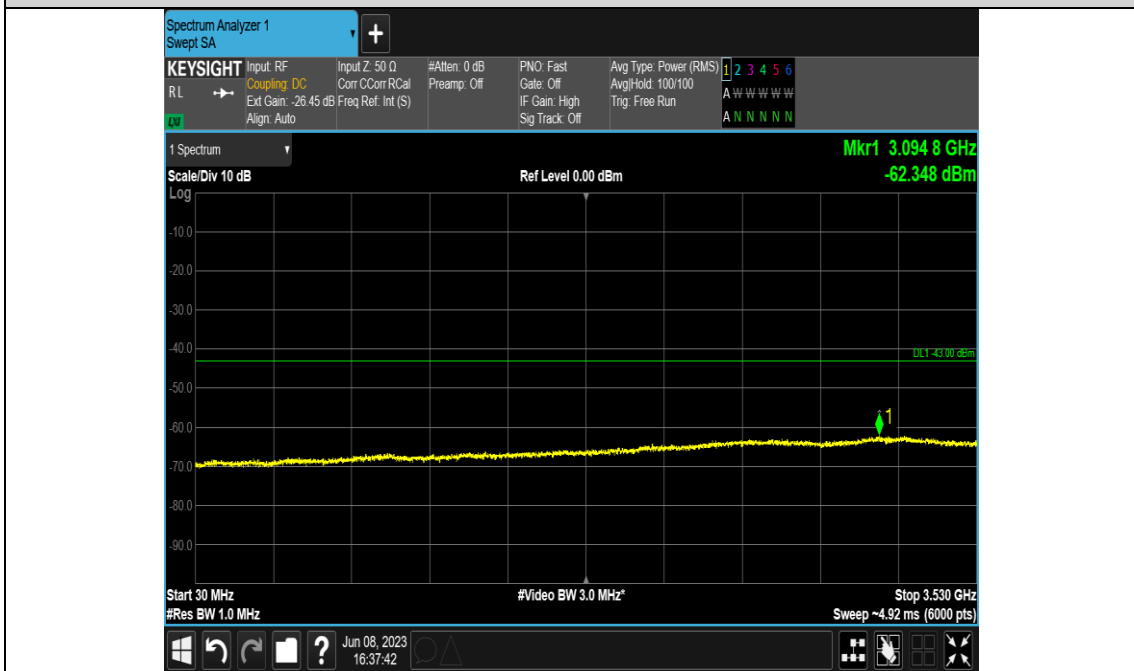 Spectrum Analyzer 1
Swept SA
+
KEYSIGHT Input: RF Input Z: 50 Ω #Atten: 0 dB PNO: Fast Avg Type: Power (RMS) 1 2 3 4 5 6
RL Coupling: DC Corr CCorr RCal Preamp: Off Gate: Off Avg|Hold: 100/100 A W W W W W
Ext Gain: -26.45 dB Freq Ref: Int (S) IF Gain: High Trig: Free Run
LXI Align: Auto Sig Track: Off A N N N N N
1 Spectrum Mkr1 3.094 8 GHz
Scale/Div 10 dB Ref Level 0.00 dBm -62.348 dBm
Log
-10.0
-20.0
-30.0
-40.0
DL1 -43.00 dBm
-50.0
1
-60.0
-70.0
-80.0
-90.0
Start 30 MHz #Video BW 3.0 MHz* Stop 3.530 GHz
#Res BW 1.0 MHz Sweep ~4.92 ms (6000 pts)
? Jun 08, 2023
16:37:42